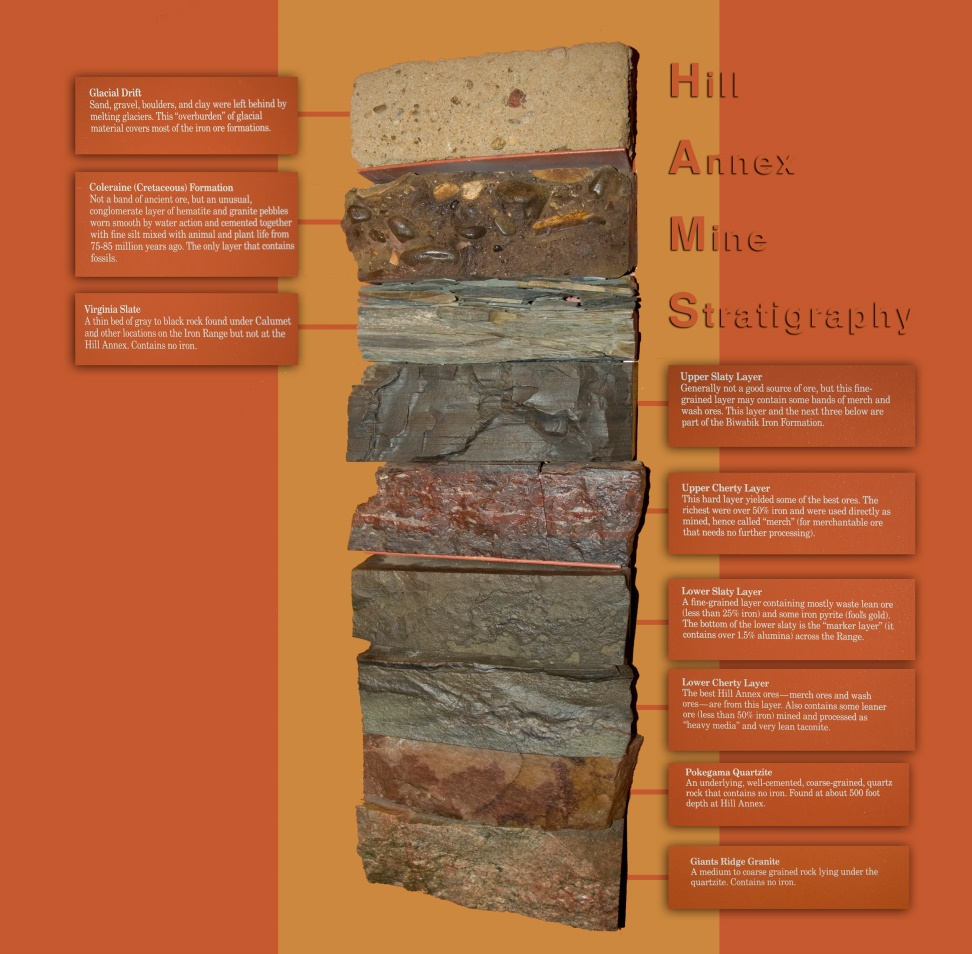 Hill
Annex
Mine
Stratigraphy
Glacial Drift
Sand, gravel, boulders, and clay were left behind by
melting glaciers. This "overburden" of glacial
material covers most of the iron ore formations.
Coleraine (Cretaceous) Formation
Not a band of ancient ore, but an unusual,
conglomerate layer of hematite and granite pebbles
worn smooth by water action and cemented together
with fine silt mixed with animal and plant life from
75-85 million years ago. The only layer that contains
fossils.
Virginia Slate
A thin bed of gray to black rock found under Calumet
and other locations on the Iron Range but not at the
Hill Annex. Contains no iron.
Upper Slaty Layer
Generally not a good source of ore, but this fine-
grained layer may contain some bands of merch and
wash ores. This layer and the next three below are
part of the Biwabik Iron Formation.
Upper Cherty Layer
This hard layer yielded some of the best ores. The
richest were over 50% iron and were used directly as
mined, hence called "merch" (for merchantable ore
that needs no further processing).
Lower Slaty Layer
A fine-grained layer containing mostly waste lean ore
(less than 25% iron) and some iron pyrite (fool's gold).
The bottom of the lower slaty is the "marker layer" (it
contains over 1.5% alumina) across the Range.
Lower Cherty Layer
The best Hill Annex ores—merch ores and wash
ores—are from this layer. Also contains some leaner
ore (less than 50% iron) mined and processed as
"heavy media" and very lean taconite.
Pokegama Quartzite
An underlying, well-cemented, coarse-grained, quartz
rock that contains no iron. Found at about 500 foot
depth at Hill Annex.
Giants Ridge Granite
A medium to coarse grained rock lying under the
quartzite. Contains no iron.